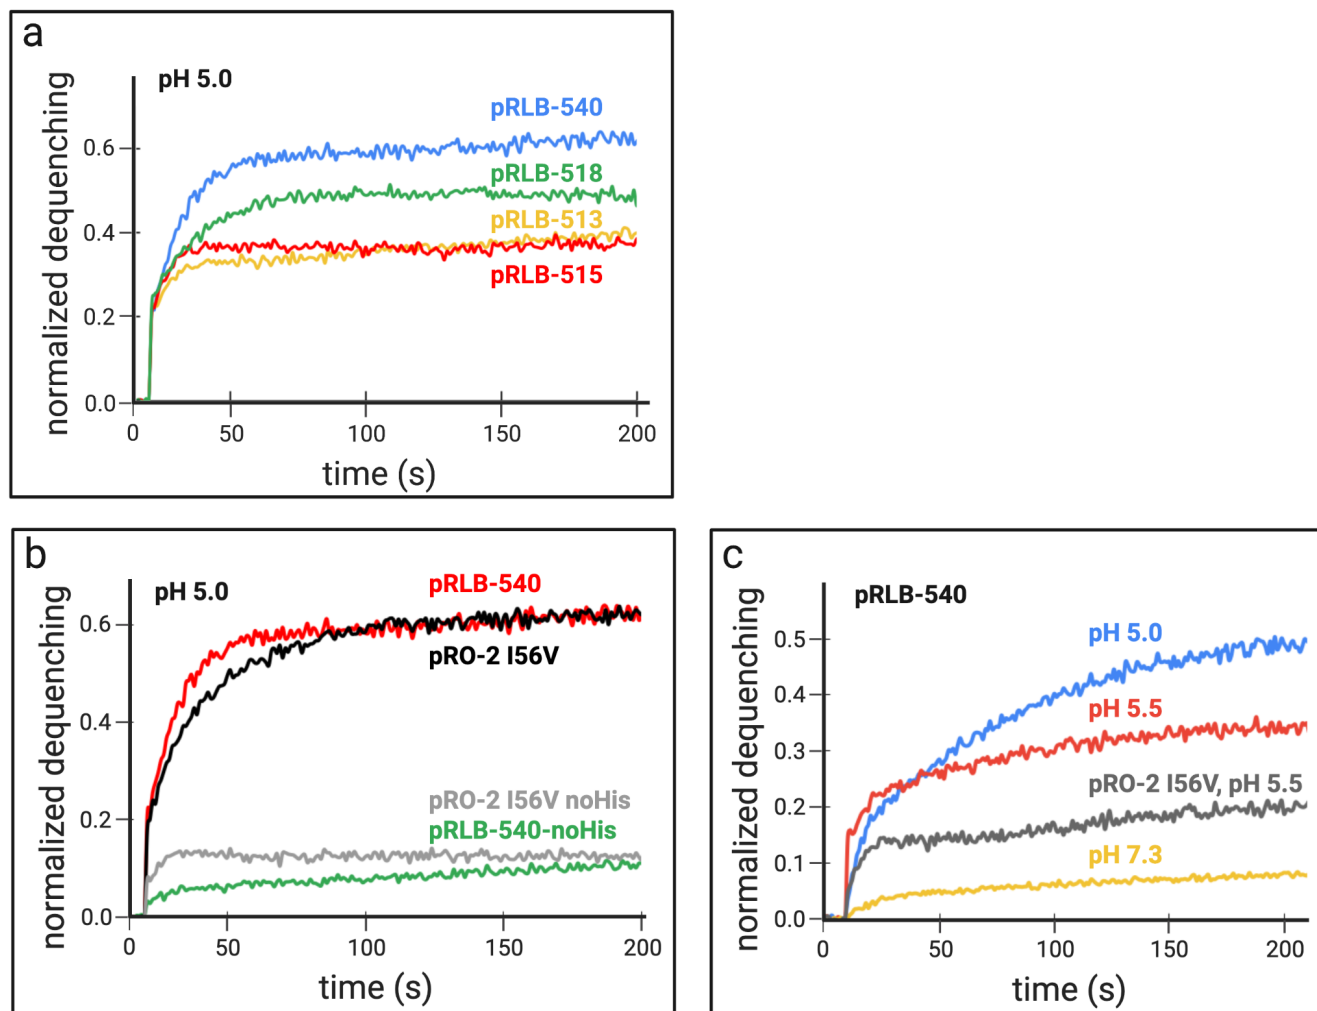 a
pH 5.0
normalized dequenching
0.6
0.4
0.2
0.0
pRLB-540
pRLB-518
pRLB-513
pRLB-515
0 50 100 150 200
time (s)
b
pH 5.0
normalized dequenching
0.6
0.4
0.2
0.0
pRLB-540
pRO-2 I56V
pRO-2 I56V noHis
pRLB-540-noHis
0 50 100 150 200
time (s)
c
pRLB-540
normalized dequenching
0.5
0.4
0.3
0.2
0.1
0.0
pH 5.0
pH 5.5
pRO-2 I56V, pH 5.5
pH 7.3
0 50 100 150 200
time (s)